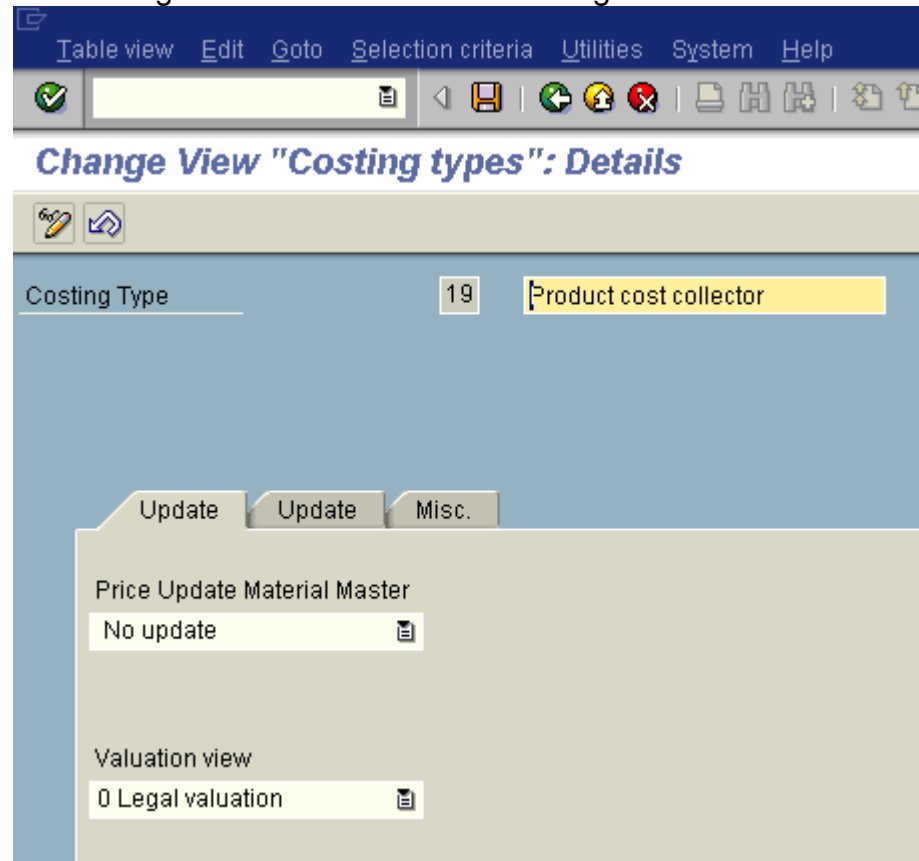 Table view Edit Goto Selection criteria Utilities System Help
Change View "Costing types": Details
Costing Type 19 Product cost collector
Update Update Misc.
Price Update Material Master
No update
Valuation view
0 Legal valuation